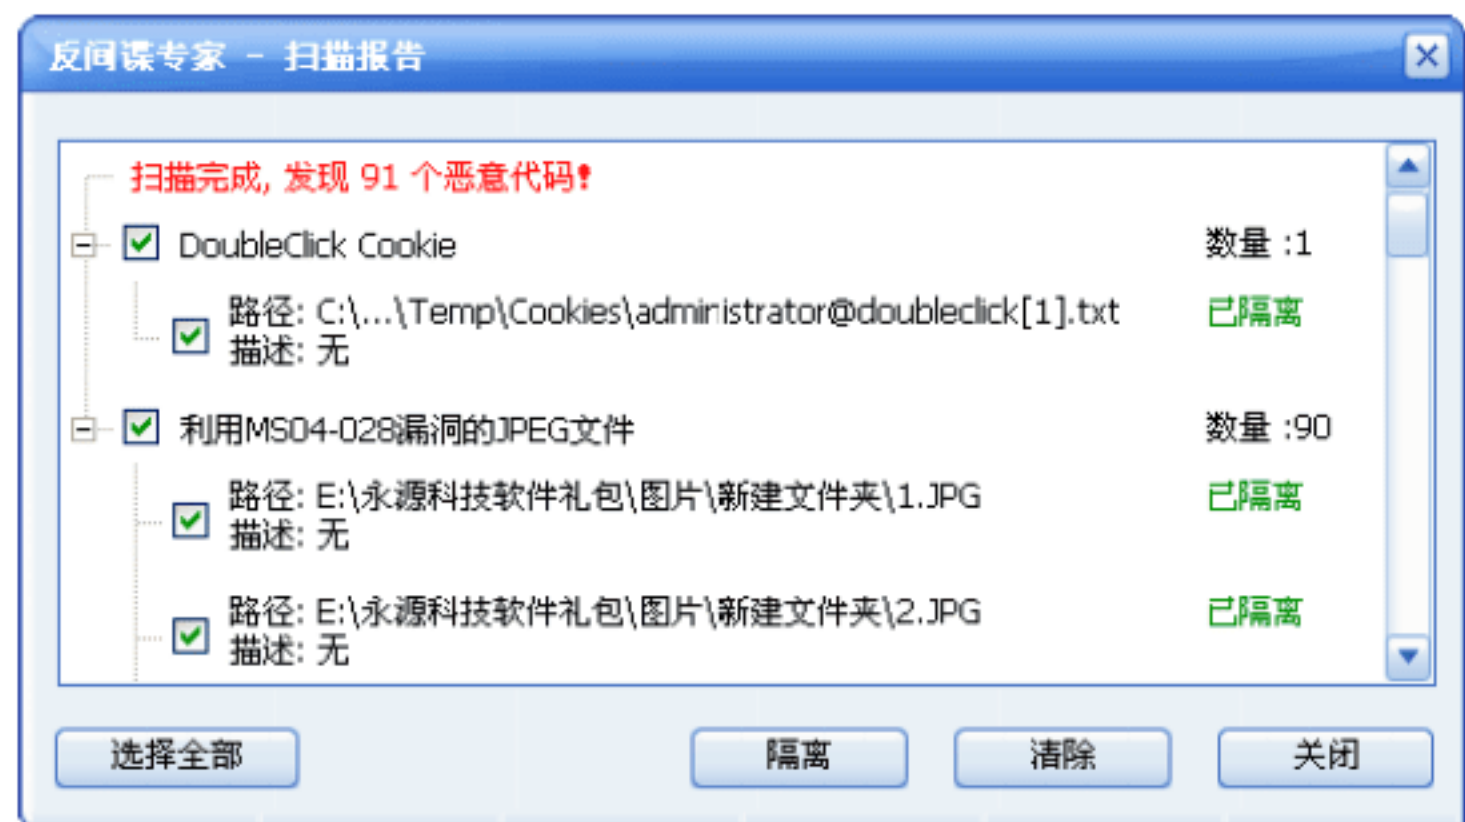 反间谍专家 - 扫描报告
扫描完成, 发现 91 个恶意代码!
DoubleClick Cookie 数量 :1
路径: C:\...\Temp\Cookies\administrator@doubleclick[1].txt 已隔离
描述: 无
利用MS04-028漏洞的JPEG文件 数量 :90
路径: E:\永源科技软件礼包\图片\新建文件夹\1.JPG 已隔离
描述: 无
路径: E:\永源科技软件礼包\图片\新建文件夹\2.JPG 已隔离
描述: 无
选择全部 隔离 清除 关闭